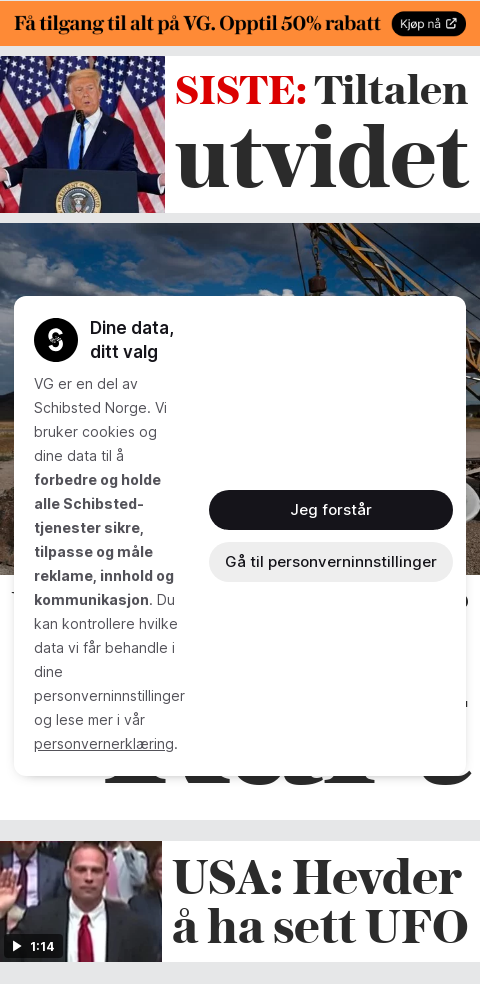 Få tilgang til alt på VG. Opptil 50% rabatt
Kjøp nå
SISTE: Tiltalen
utvidet
Dine data,
ditt valg
VG er en del av
Schibsted Norge. Vi
bruker cookies og
dine data til å
forbedre og holde
alle Schibsted-
tjenester sikre,
tilpasse og måle
reklame, innhold og
kommunikasjon. Du
kan kontrollere hvilke
data vi får behandle i
dine
personverninnstillinger
og lese mer i vår
personvernerklæring.
Jeg forstår
Gå til personverninnstillinger
1:14
USA: Hevder
å ha sett UFO